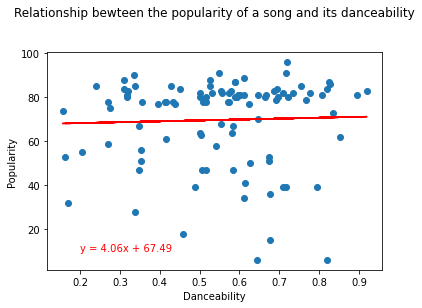 Relationship bewteen the popularity of a song and its danceability
100
80
60
40
20
Popularity
y = 4.06x + 67.49
0.2 0.3 0.4 0.5 0.6 0.7 0.8 0.9
Danceability